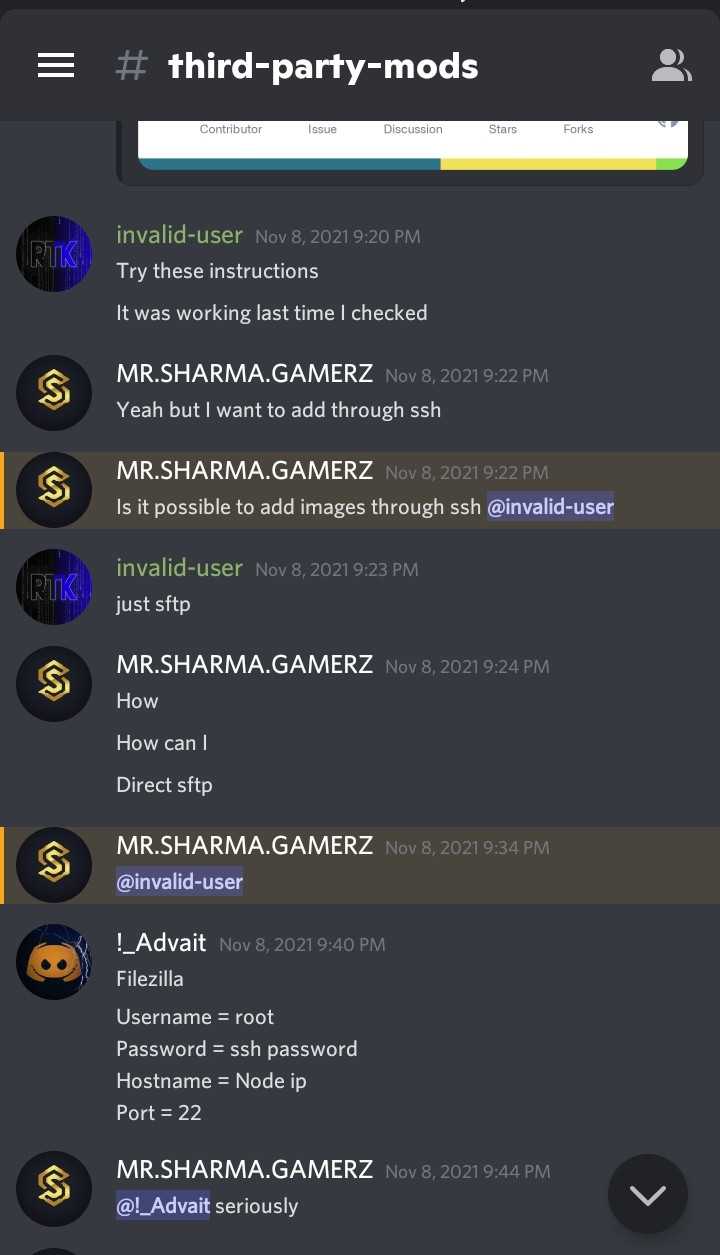 # third-party-mods
Contributor Issue Discussion Stars Forks
invalid-user Nov 8, 2021 9:20 PM
RTK
Try these instructions
It was working last time I checked
MR.SHARMA.GAMERZ Nov 8, 2021 9:22 PM
Yeah but I want to add through ssh
MR.SHARMA.GAMERZ Nov 8, 2021 9:22 PM
Is it possible to add images through ssh @invalid-user
invalid-user Nov 8, 2021 9:23 PM
RTK
just sftp
MR.SHARMA.GAMERZ Nov 8, 2021 9:24 PM
How
How can I
Direct sftp
MR.SHARMA.GAMERZ Nov 8, 2021 9:34 PM
@invalid-user
!_Advait Nov 8, 2021 9:40 PM
Filezilla
Username = root
Password = ssh password
Hostname = Node ip
Port = 22
MR.SHARMA.GAMERZ Nov 8, 2021 9:44 PM
@!_Advait seriously